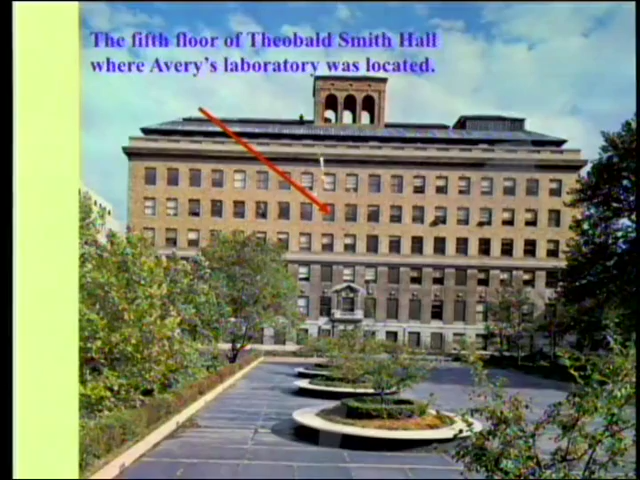 The fifth floor of Theobald Smith Hall
where Avery's laboratory was located.